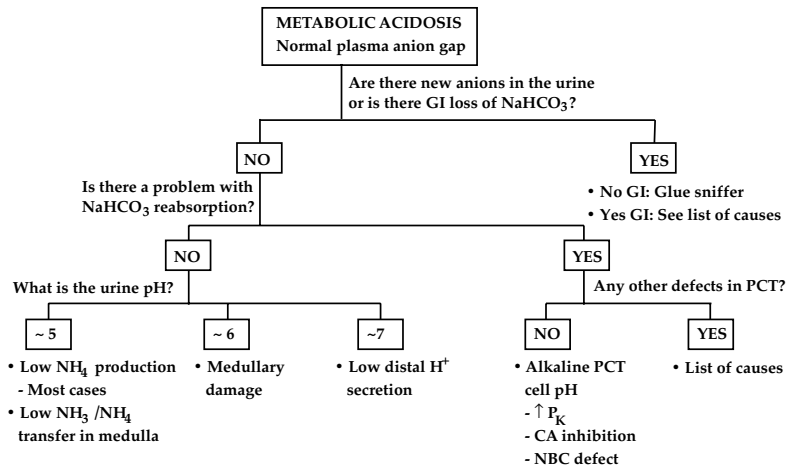 METABOLIC ACIDOSIS
Normal plasma anion gap
Are there new anions in the urine
or is there GI loss of NaHCO3?
NO
YES
Is there a problem with
NaHCO3 reabsorption?
• No GI: Glue sniffer
• Yes GI: See list of causes
NO
YES
What is the urine pH?
Any other defects in PCT?
~ 5
~ 6
~7
NO
YES
• Low NH4 production
- Most cases
• Low NH3 /NH4
transfer in medulla
• Medullary
damage
• Low distal H+
secretion
• Alkaline PCT
cell pH
- ↑ PK
- CA inhibition
- NBC defect
• List of causes